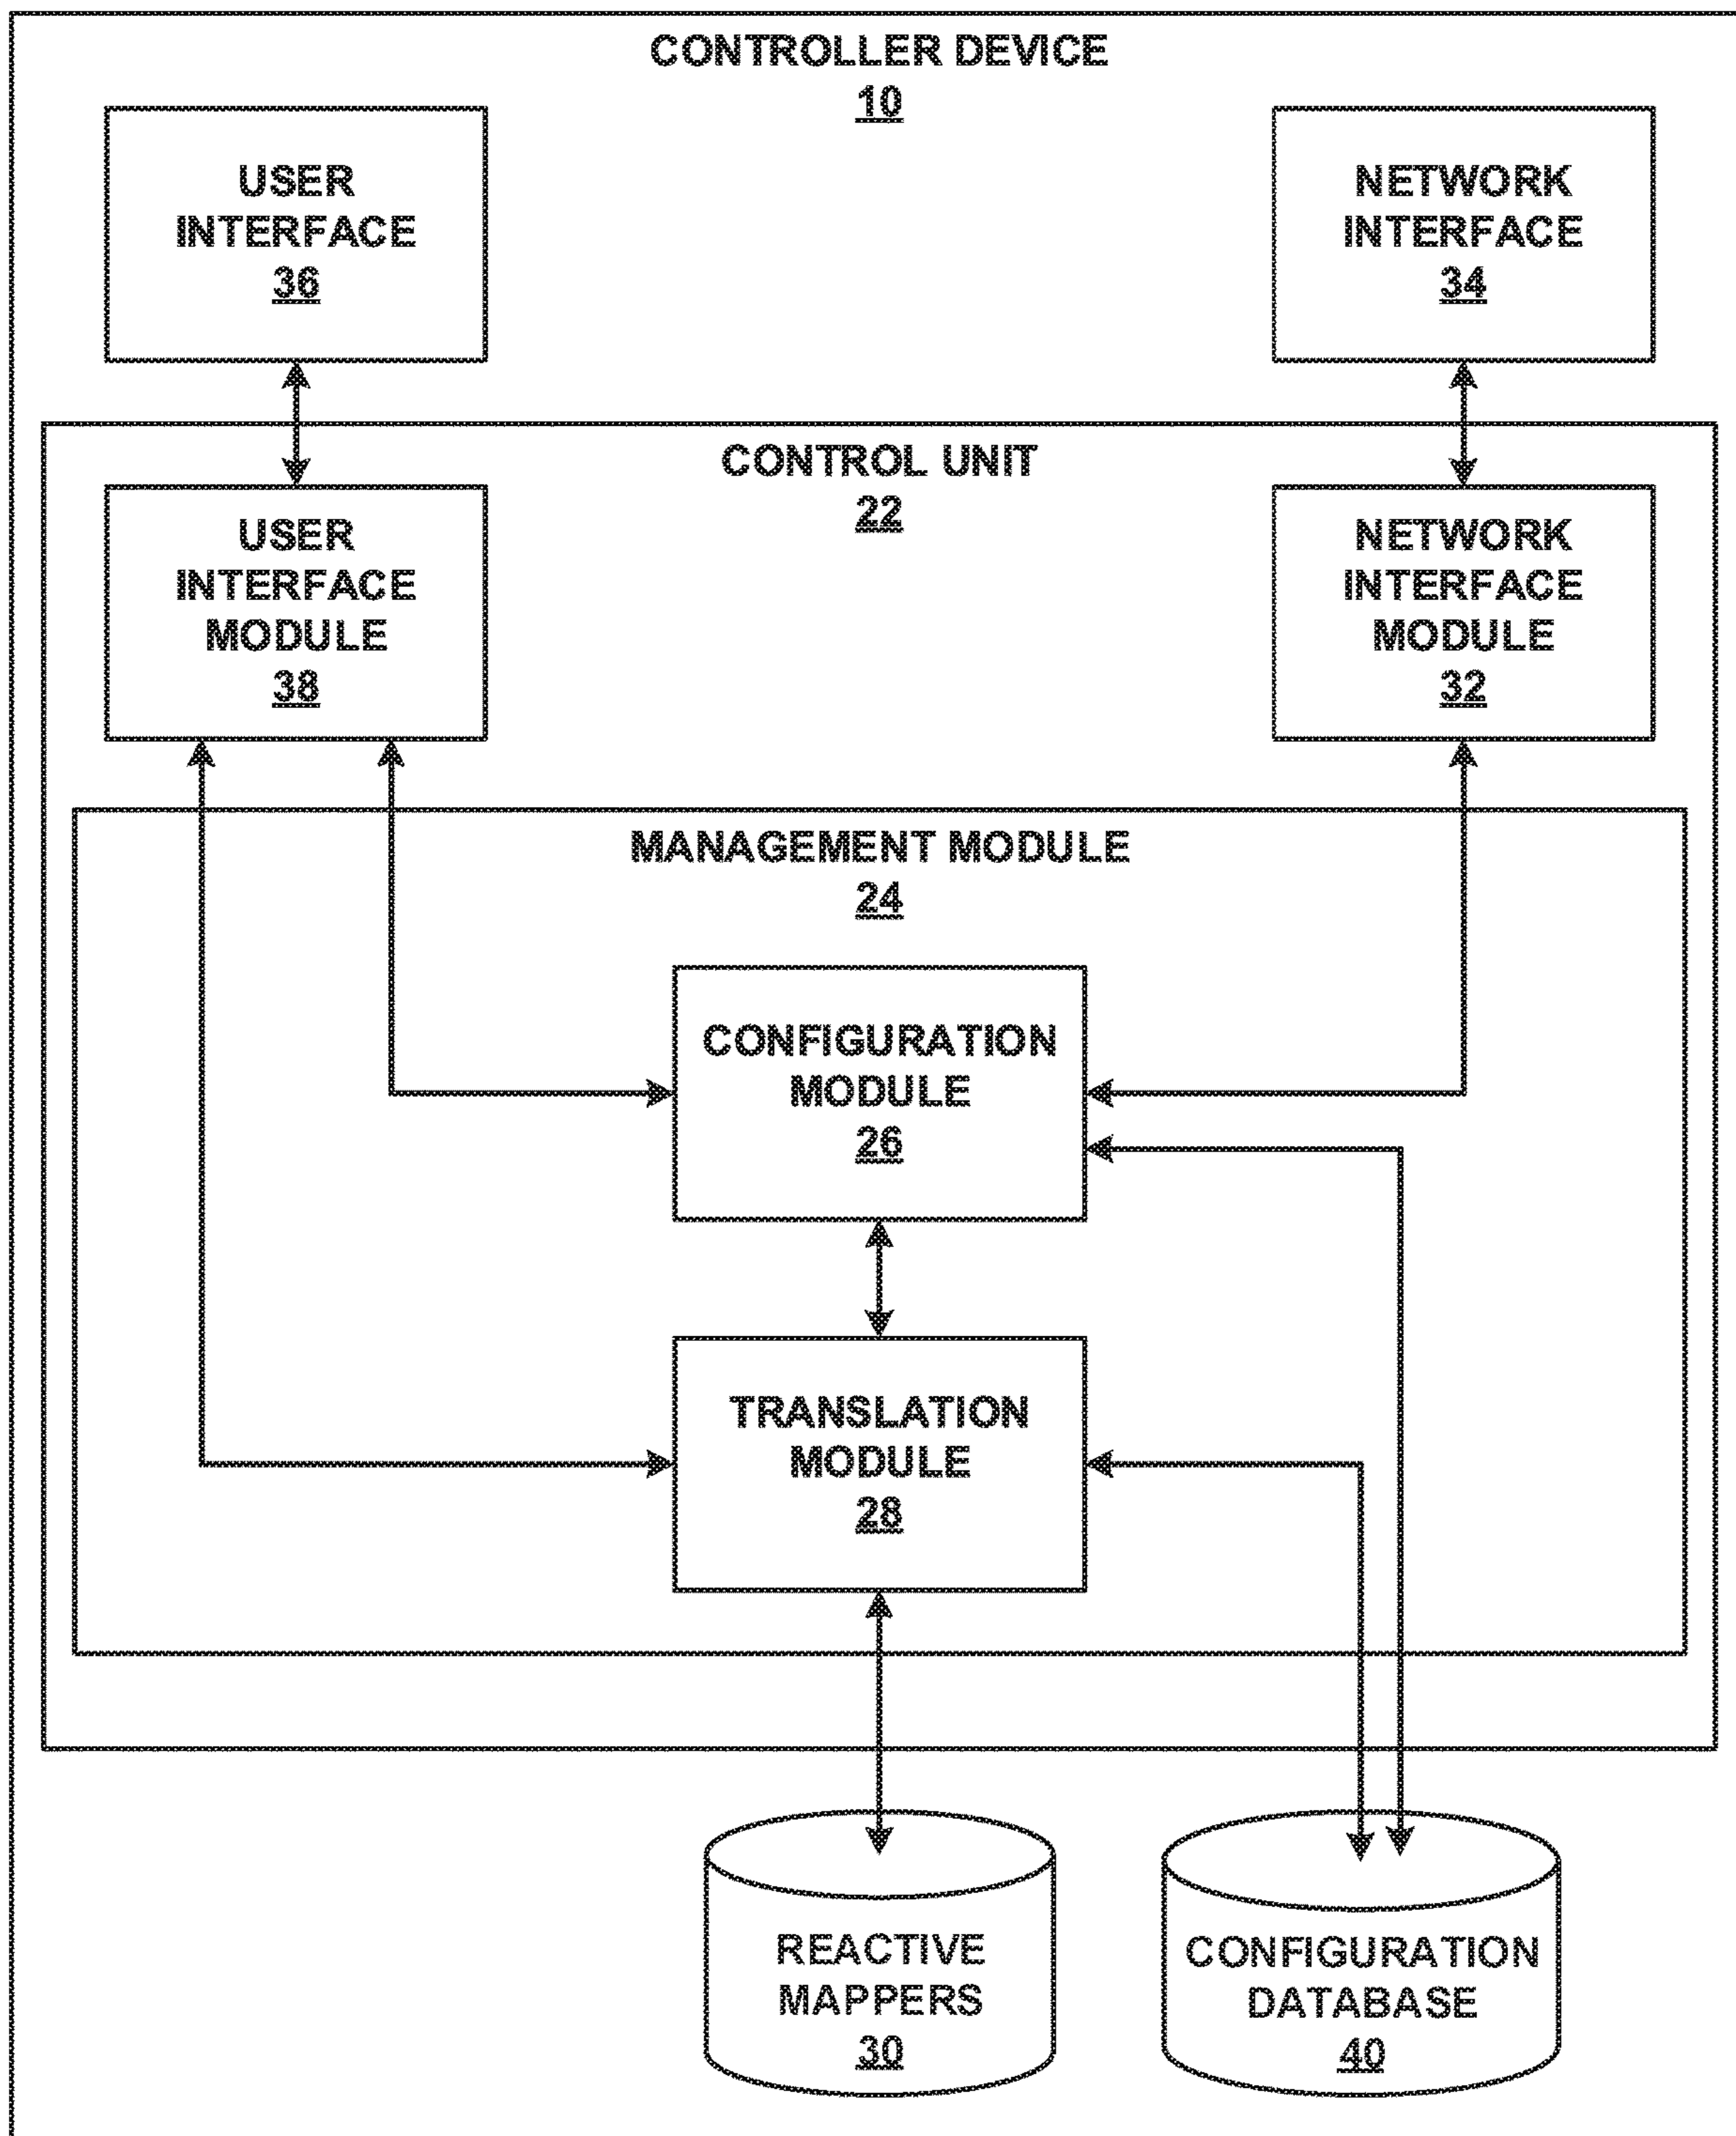 CONTROLLER DEVICE
10
USER
INTERFACE
36
NETWORK
INTERFACE
34
CONTROL UNIT
22
USER
INTERFACE
MODULE
38
NETWORK
INTERFACE
MODULE
32
MANAGEMENT MODULE
24
CONFIGURATION
MODULE
26
TRANSLATION
MODULE
28
REACTIVE
MAPPERS
30
CONFIGURATION
DATABASE
40